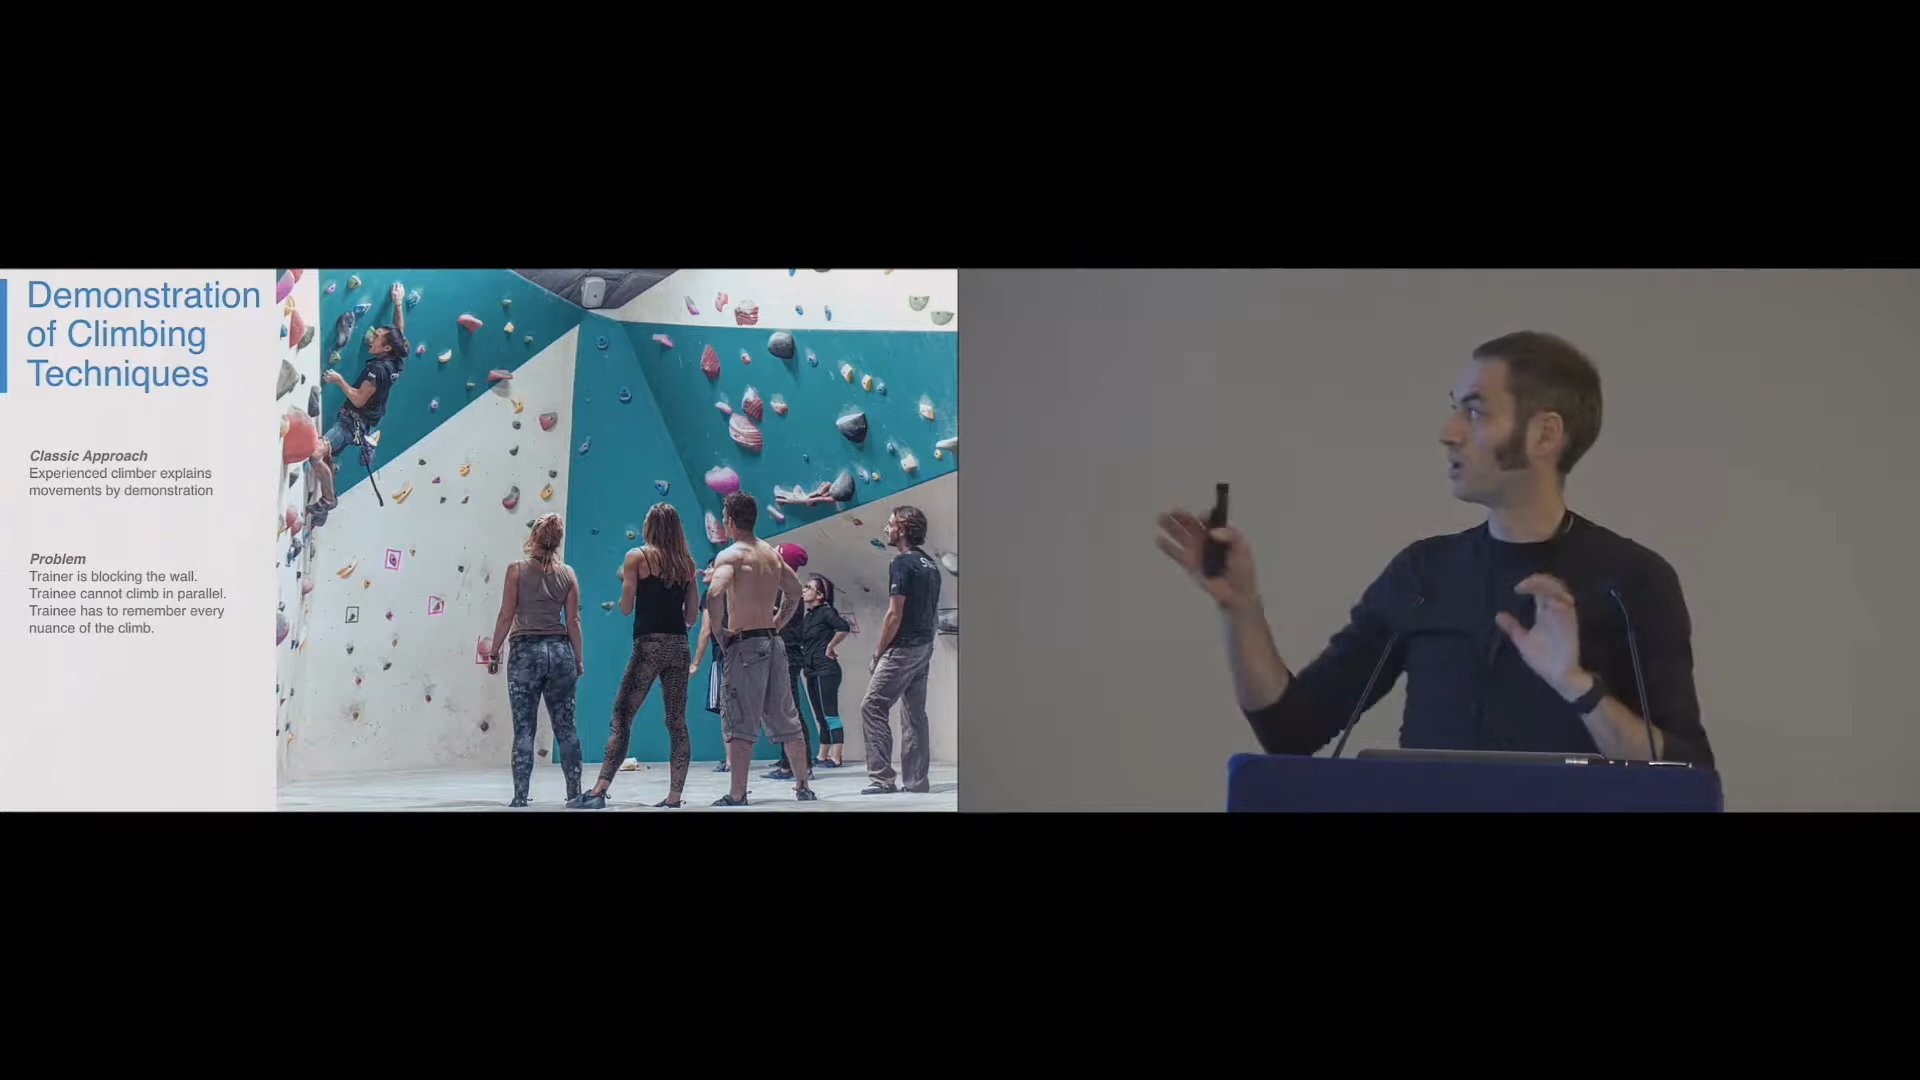 Demonstration
of Climbing
Techniques
Classic Approach
Experienced climber explains
movements by demonstration
Problem
Trainer is blocking the wall.
Trainee cannot climb in parallel.
Trainee has to remember every
nuance of the climb.